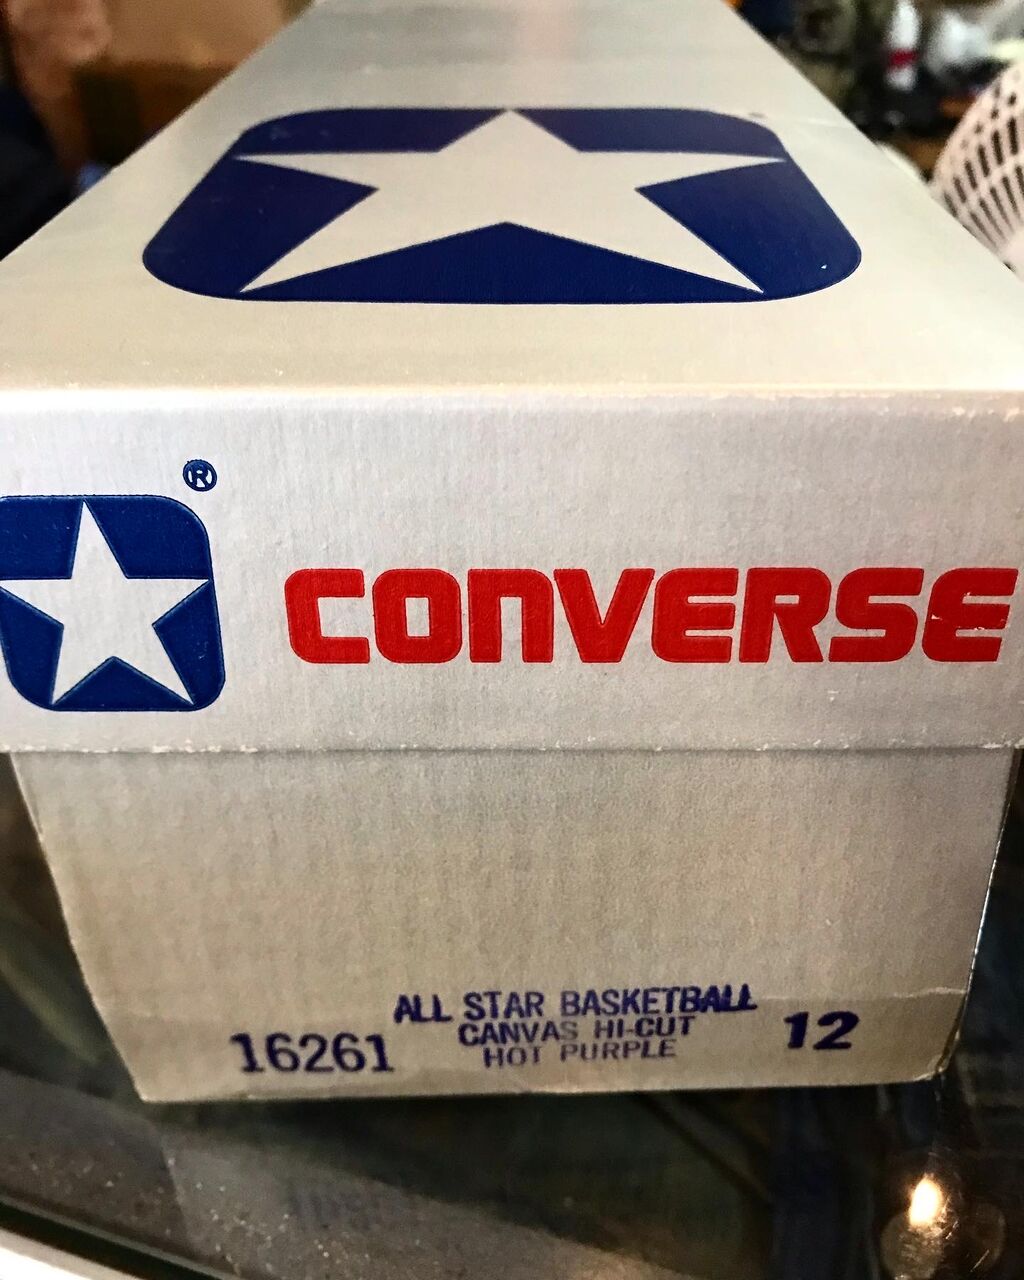 ®
CONVERSE
ALL STAR BASKETBALL
CANVAS HI-CUT
HOT PURPLE
16261
12